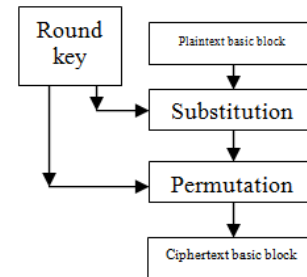 Round
key
Plaintext basic block
Substitution
Permutation
Ciphertext basic block